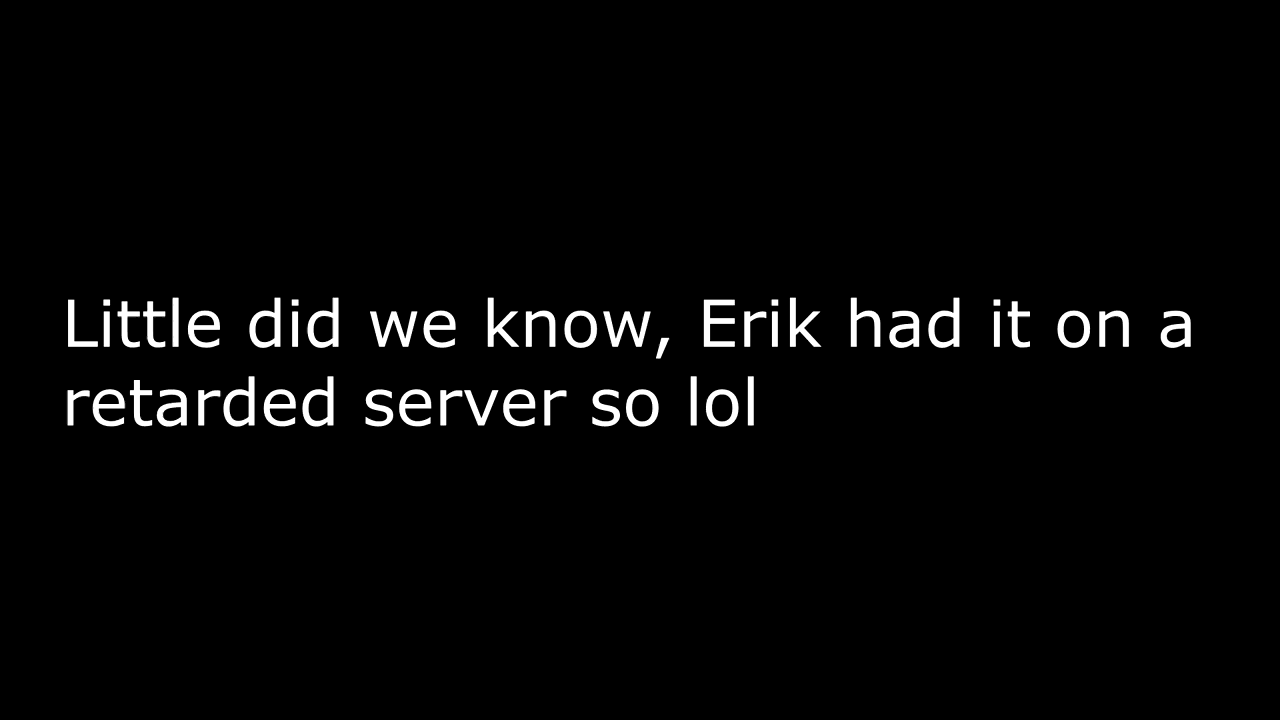 Little did we know, Erik had it on a
retarded server so lol